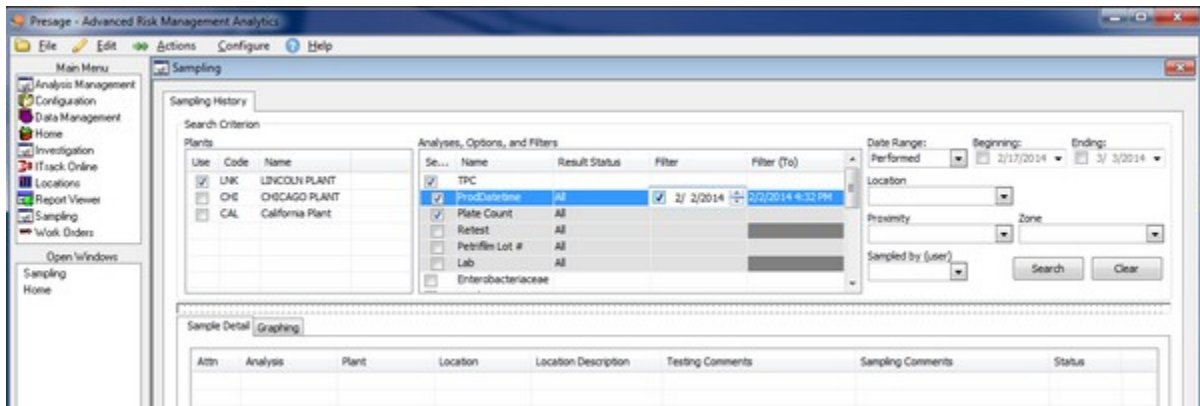 Presage - Advanced Risk Management Analytics
File Edit Actions Configure Help
Main Menu
Analysis Management
Configuration
Data Management
Home
Investigation
ITrack Online
Locations
Report Viewer
Sampling
Work Orders
Open Windows
Sampling
Home
Sampling
Sampling History
Search Criterion
Plants
Use Code Name
LNK LINCOLN PLANT
CHI CHICAGO PLANT
CAL California Plant
Analyses, Options, and Filters
Se... Name Result Status Filter Filter (To)
TPC
ProdDatetime All 2/ 2/2014 2/2/2014 4:32 PM
Plate Count All
Retest All
Petrifilm Lot # All
Lab All
Enterobacteriaceae
Date Range: Beginning: Ending:
Performed 2/17/2014 3/ 3/2014
Location
Proximity Zone
Sampled by (user)
Search Clear
Sample Detail Graphing
Attn Analysis Plant Location Location Description Testing Comments Sampling Comments Status